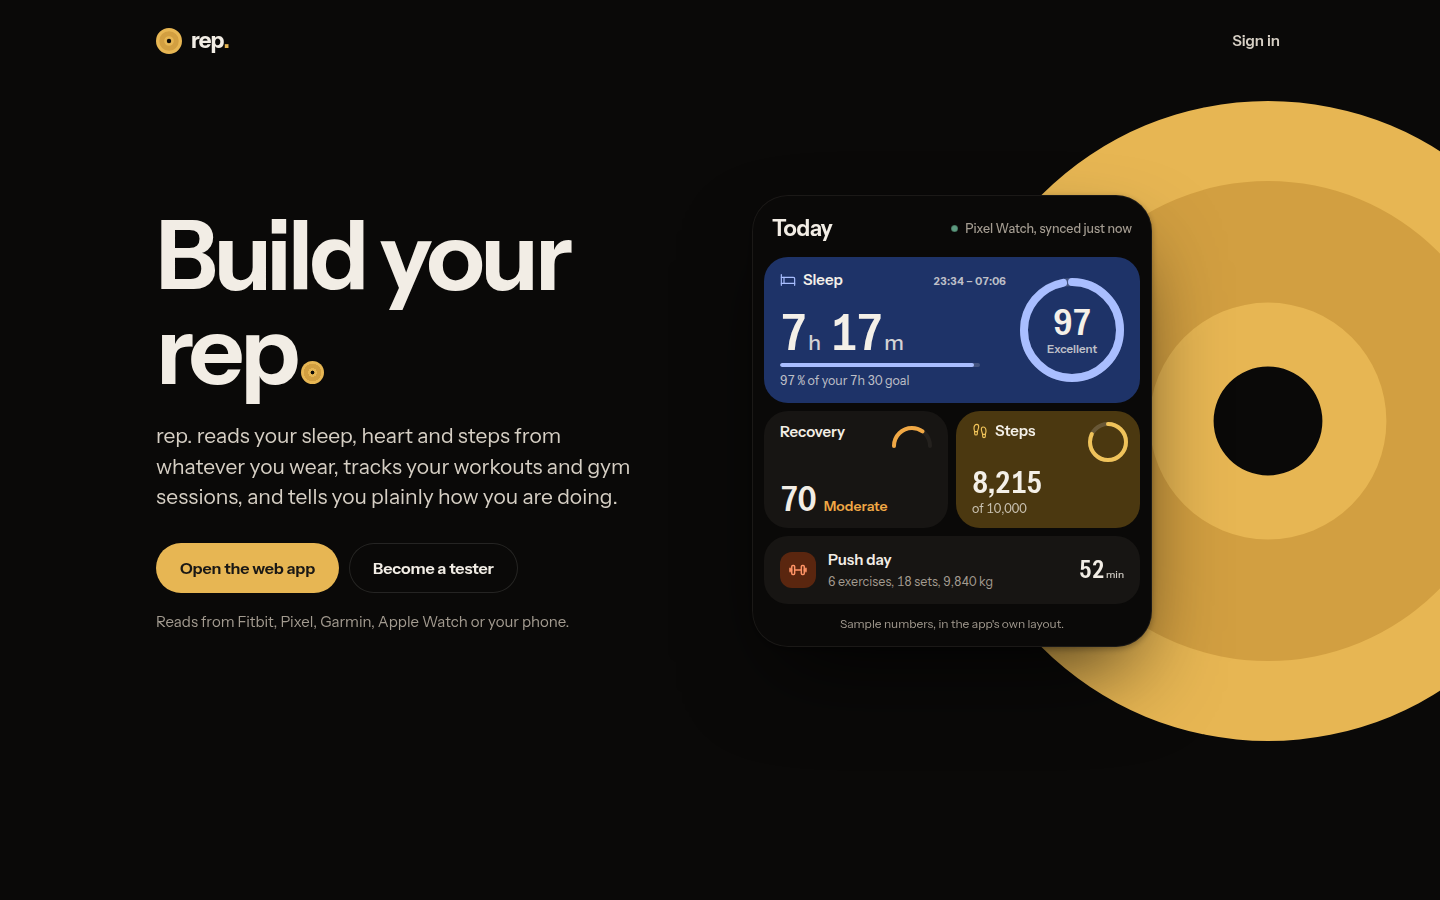 rep.
Sign in
Build your
rep.
rep. reads your sleep, heart and steps from
whatever you wear, tracks your workouts and gym
sessions, and tells you plainly how you are doing.
Open the web app
Become a tester
Reads from Fitbit, Pixel, Garmin, Apple Watch or your phone.
Today
Pixel Watch, synced just now
Sleep
23:34 – 07:06
7h 17m
97 % of your 7h 30 goal
97
Excellent
Recovery
70 Moderate
Steps
8,215
of 10,000
Push day
6 exercises, 18 sets, 9,840 kg
52 min
Sample numbers, in the app's own layout.